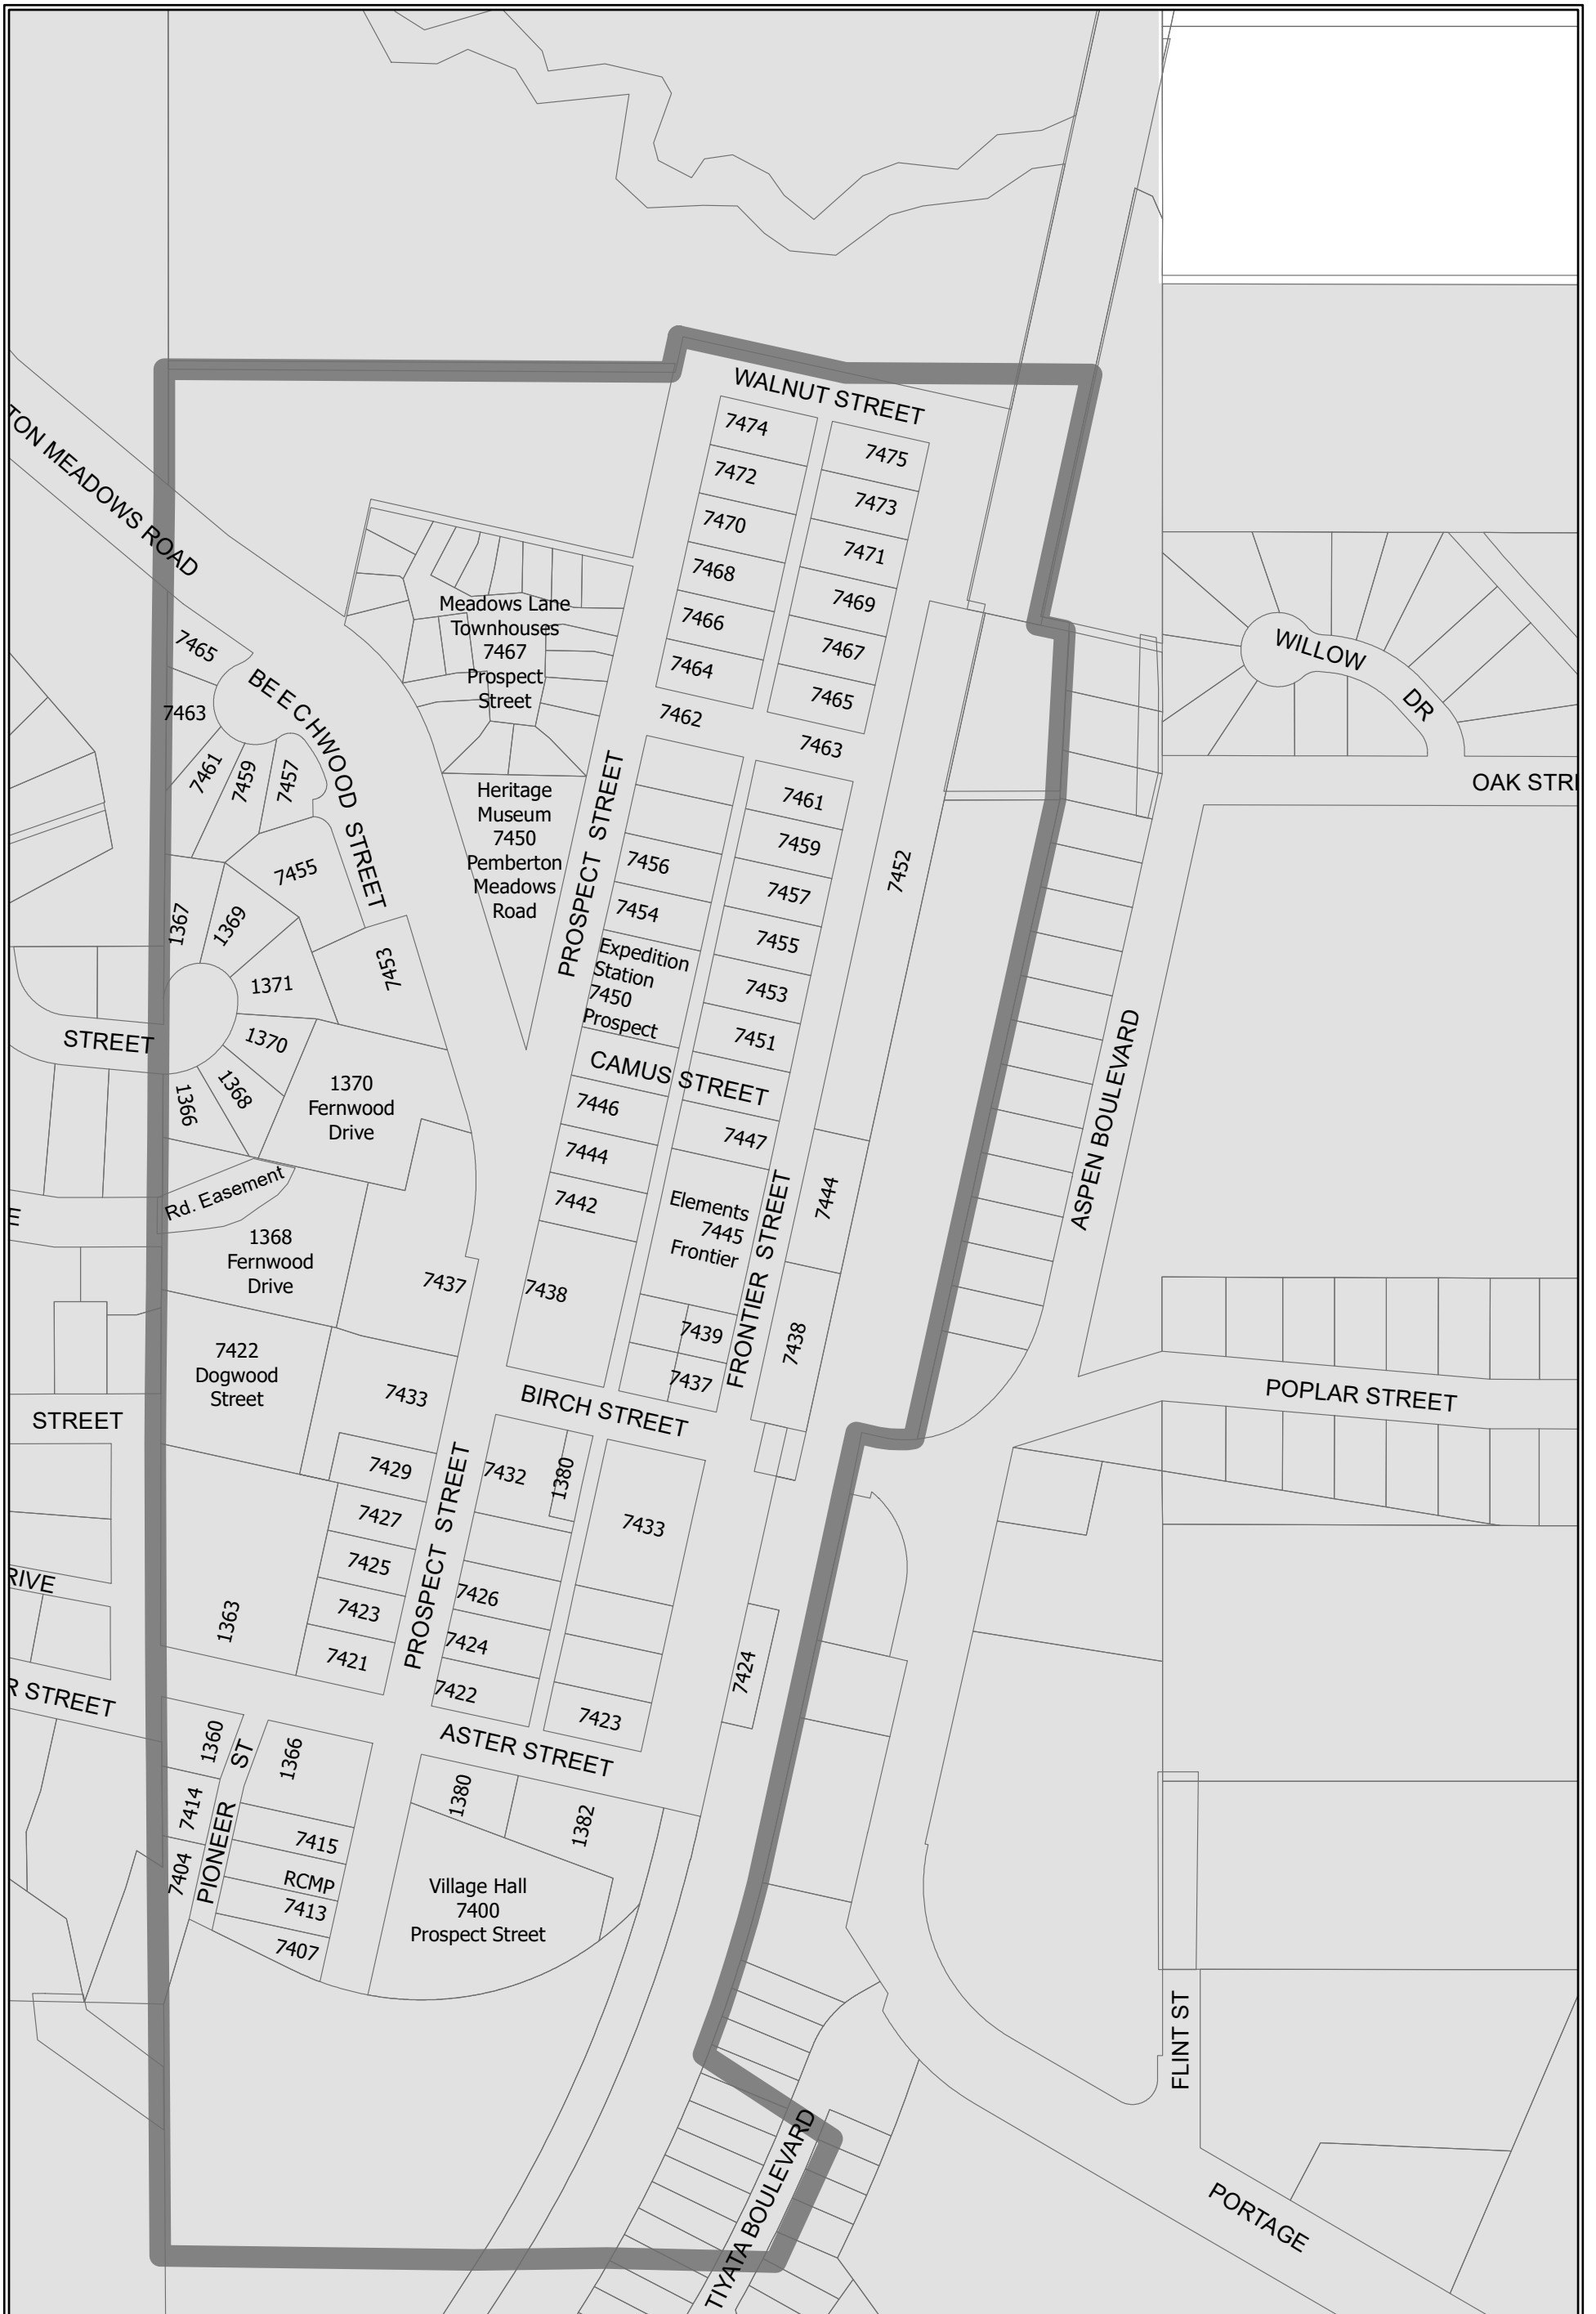 WALNUT STREET
7474
7475
7472
7473
TON MEADOWS ROAD
7470
7471
7468
7469
Meadows Lane
Townhouses
7467
Prospect
Street
7466
7467
7465
WILLOW
DR
7464
7465
BEECHWOOD STREET
7463
7462
7463
7461
7459
7457
OAK STRE
PROSPECT STREET
Heritage
Museum
7450
Pemberton
Meadows
Road
7461
7459
7456
7457
7452
7455
7454
7455
1367
1369
7453
Expedition
Station
7450
Prospect
7453
1371
7451
STREET
1370
CAMUS STREET
1366
1368
1370
Fernwood
Drive
7446
7447
ASPEN BOULEVARD
7444
Rd. Easement
7442
Elements
7445
Frontier
7444
E
1368
Fernwood
Drive
FRONTIER STREET
7437
7438
7439
7438
7422
Dogwood
Street
7437
7433
BIRCH STREET
POPLAR STREET
STREET
7429
7432
1380
PROSPECT STREET
7427
7433
7425
RIVE
7426
1363
7423
7424
7421
7424
7422
R STREET
7423
ASTER STREET
1360
PIONEER ST
1366
7414
1380
1382
7415
7404
RCMP
7413
7407
Village Hall
7400
Prospect Street
FLINT ST
TIYATA BOULEVARD
PORTAGE